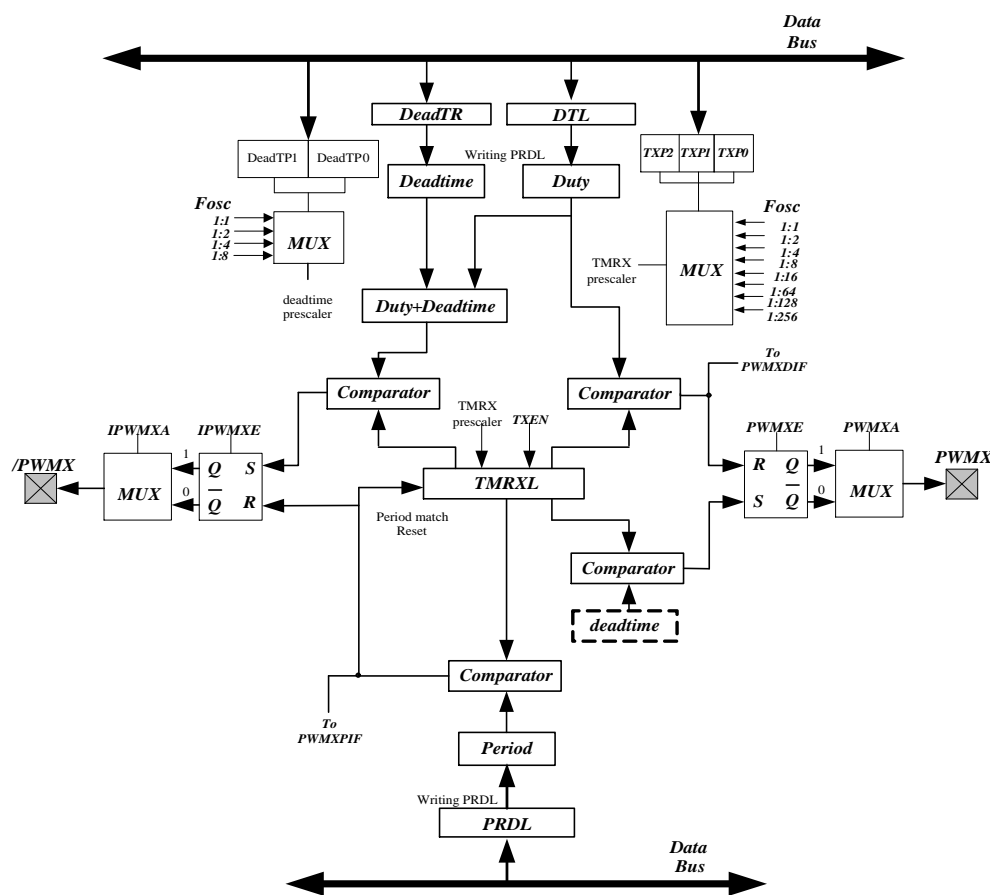 Data
Bus
DeadTR
DTL
DeadTP1
DeadTP0
TXP2
TXP1
TXP0
Writing PRDL
Deadtime
Duty
Fosc
1:1
1:2
1:4
1:8
MUX
deadtime
prescaler
TMRX
prescaler
MUX
Fosc
1:1
1:2
1:4
1:8
1:16
1:64
1:128
1:256
Duty+Deadtime
To
PWMXDIF
Comparator
Comparator
TMRX
prescaler
TXEN
IPWMXA
IPWMXE
PWMXE
PWMXA
/PWMX
MUX
1
0
Q
S
Q
R
TMRXL
R
Q
S
Q
1
0
MUX
PWMX
Period match
Reset
Comparator
deadtime
Comparator
To
PWMXPIF
Period
Writing PRDL
PRDL
Data
Bus